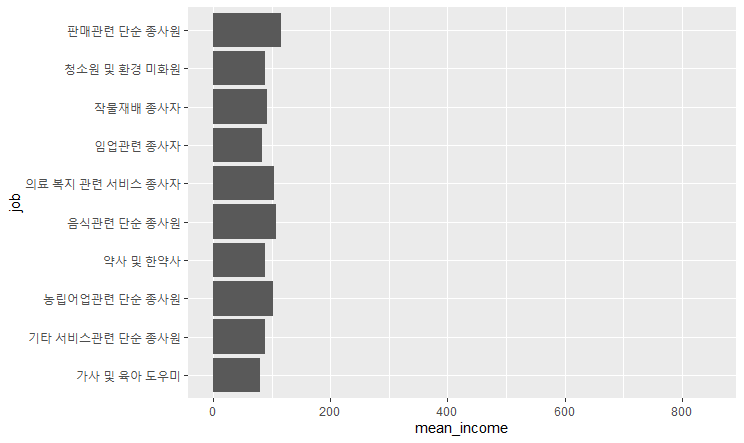 판매관련 단순 종사원
청소원 및 환경 미화원
작물재배 종사자
임업관련 종사자
의료 복지 관련 서비스 종사자
음식관련 단순 종사원
약사 및 한약사
농립어업관련 단순 종사원
기타 서비스관련 단순 종사원
가사 및 육아 도우미
job
0 200 400 600 800
mean_income